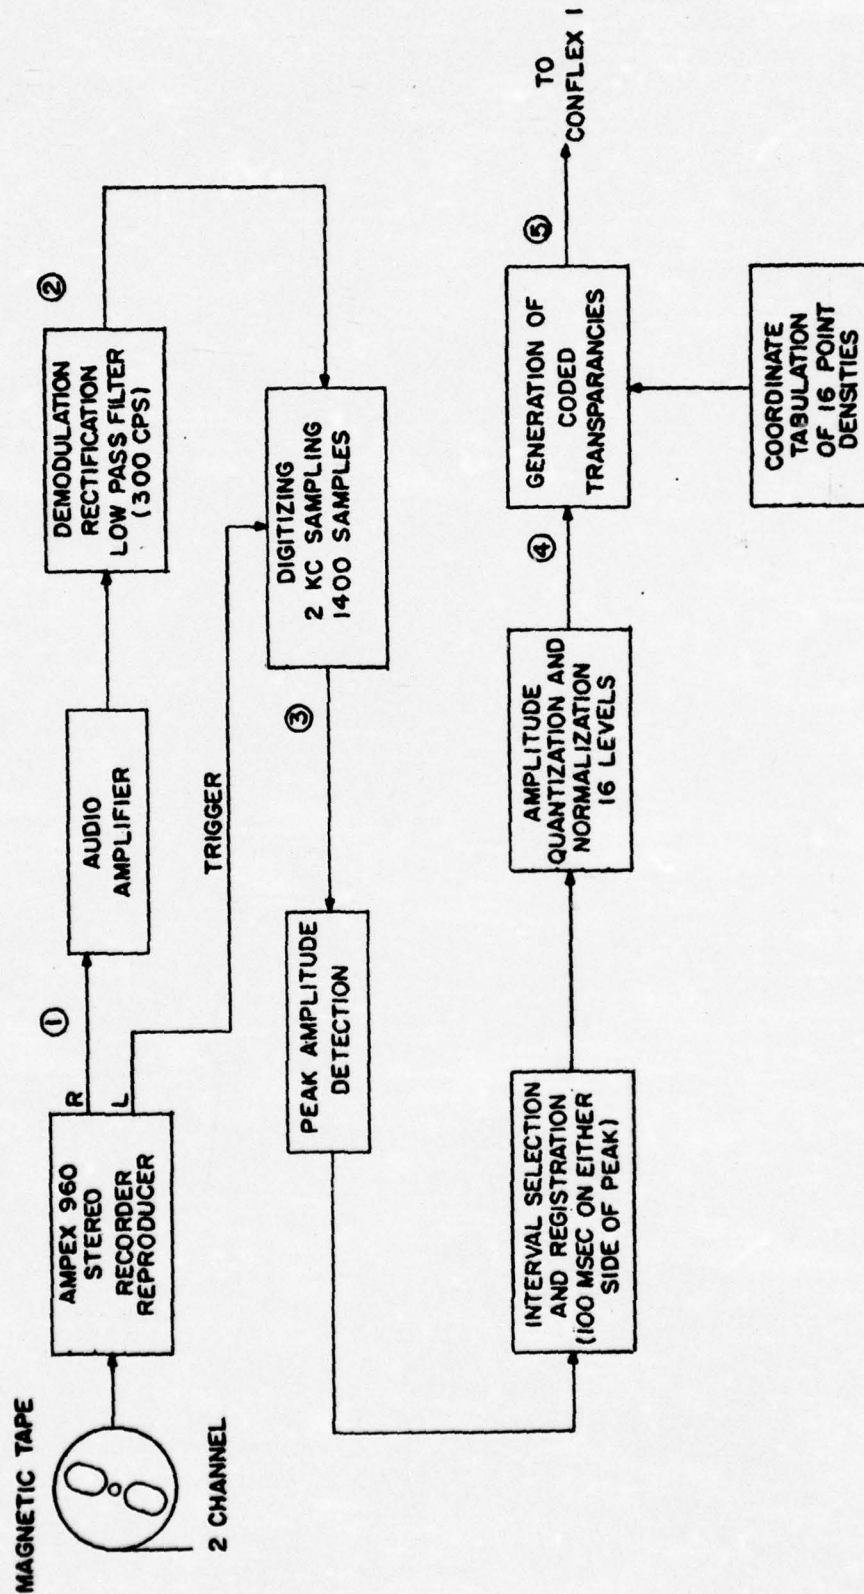 MAGNETIC TAPE
2 CHANNEL
AMPEX 960
STEREO
RECORDER
REPRODUCER
R
L
①
AUDIO
AMPLIFIER
TRIGGER
DEMODULATION
RECTIFICATION
LOW PASS FILTER
(300 CPS)
②
DIGITIZING
2 KC SAMPLING
1400 SAMPLES
③
PEAK AMPLITUDE
DETECTION
INTERVAL SELECTION
AND REGISTRATION
(100 MSEC ON EITHER
SIDE OF PEAK)
AMPLITUDE
QUANTIZATION AND
NORMALIZATION
16 LEVELS
④
GENERATION OF
CODED
TRANSPARANCIES
⑤
TO
CONFLEX I
COORDINATE
TABULATION
OF 16 POINT
DENSITIES